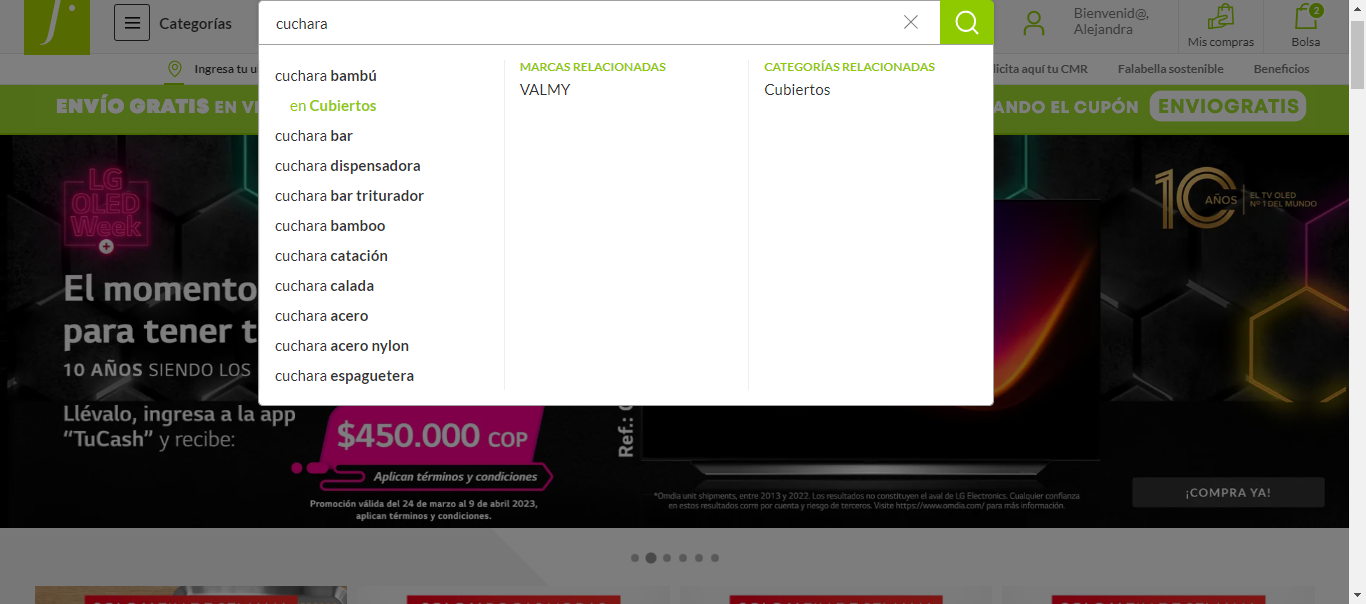 f.
Categorías
cuchara
Bienvenid@,
Alejandra
Mis compras
2
Bolsa
Ingresa tu u
licita aquí tu CMR
Falabella sostenible
Beneficios
ENVÍO GRATIS EN
ANDO EL CUPÓN ENVIOGRATIS
cuchara bambú
en Cubiertos
cuchara bar
cuchara dispensadora
cuchara bar triturador
cuchara bamboo
cuchara catación
cuchara calada
cuchara acero
cuchara acero nylon
cuchara espaguetera
MARCAS RELACIONADAS
VALMY
CATEGORÍAS RELACIONADAS
Cubiertos
LG
OLED
Week
El momento
para tener t
10 AÑOS SIENDO LOS
Llévalo, ingresa a la app
“TuCash” y recibe:
$450.000 COP
Aplican términos y condiciones
Promoción válida del 24 de marzo al 9 de abril 2023,
aplican términos y condiciones.
Ref.:
10 AÑOS
EL TV OLED
Nº 1 DEL MUNDO
*Omdia unit shipments, entre 2013 y 2022. Los resultados no constituyen el aval de LG Electronics. Cualquier confianza
en estos resultados corre por cuenta y riesgo de terceros. Visite https://www.omdia.com/ para más información.
¡COMPRA YA!